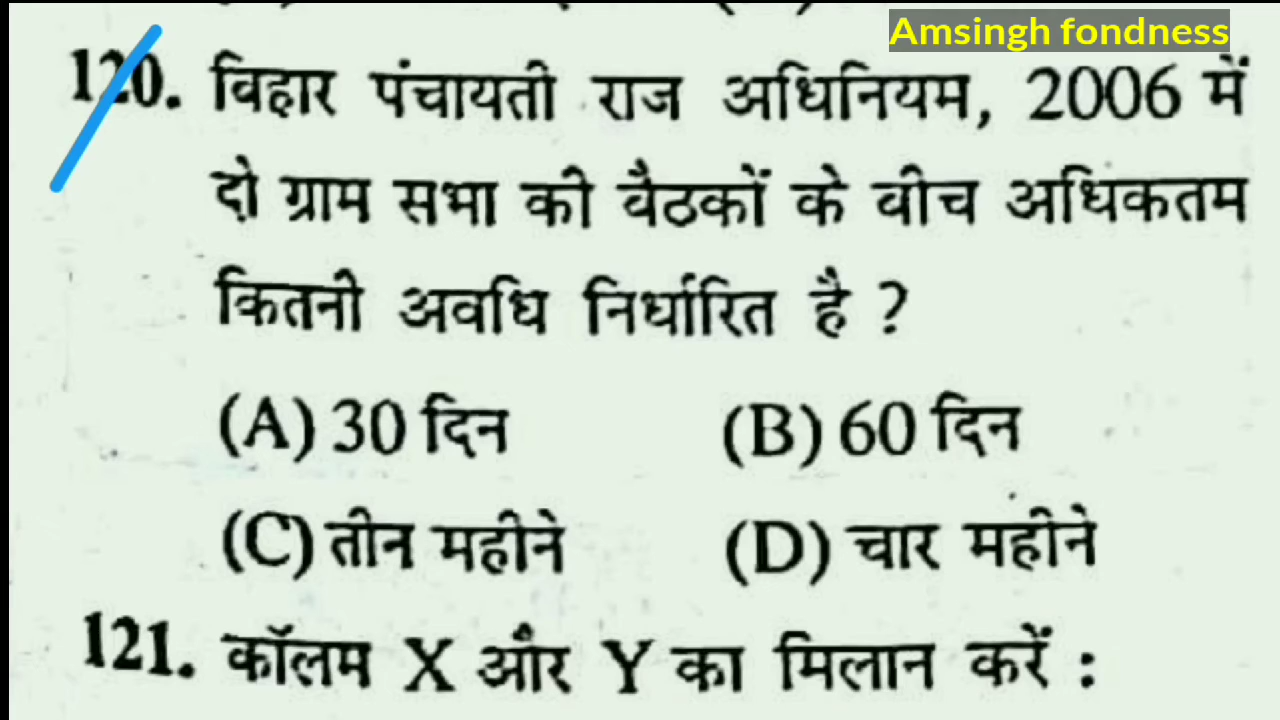 Amsingh fondness
120. बिहार पंचायती राज अधिनियम, 2006 में
दो ग्राम सभा की बैठकों के बीच अधिकतम
कितनी अवधि निर्धारित है ?
(A) 30 दिन (B) 60 दिन
(C) तीन महीने (D) चार महीने
121. कॉलम X और Y का मिलान करें :